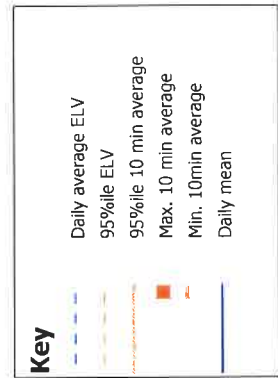 Key
Daily average ELV
95%ile ELV
95%ile 10 min average
Max. 10 min average
Min. 10min average
Daily mean